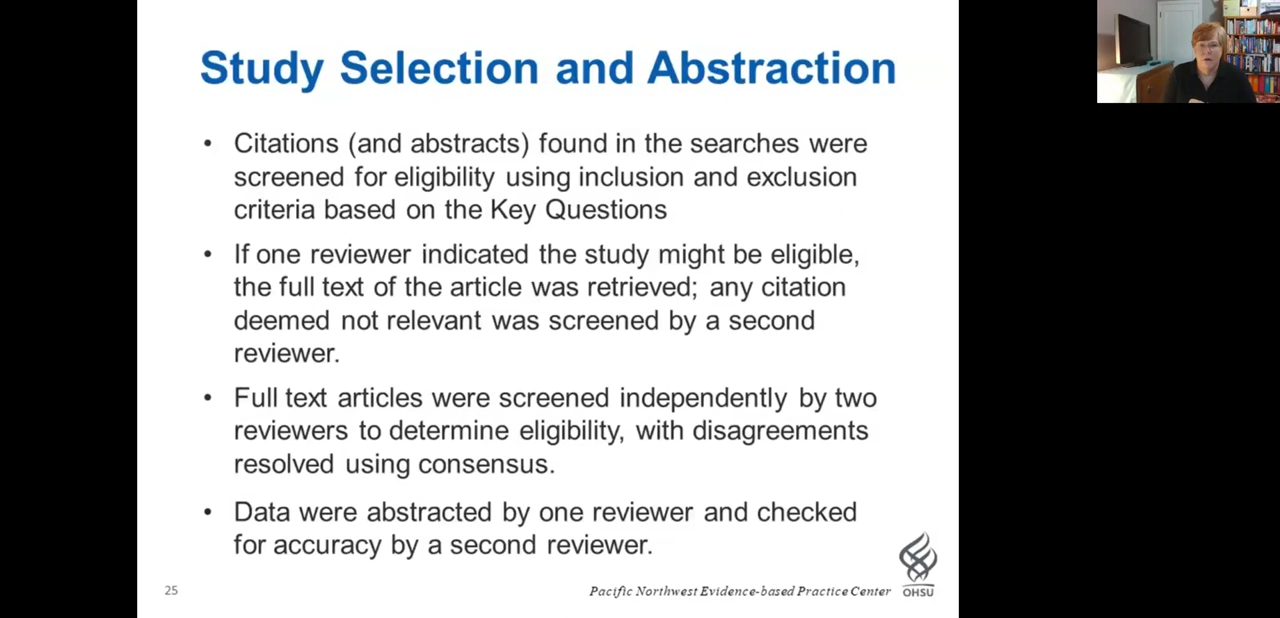 Study Selection and Abstraction
• Citations (and abstracts) found in the searches were
screened for eligibility using inclusion and exclusion
criteria based on the Key Questions
• If one reviewer indicated the study might be eligible,
the full text of the article was retrieved; any citation
deemed not relevant was screened by a second
reviewer.
• Full text articles were screened independently by two
reviewers to determine eligibility, with disagreements
resolved using consensus.
• Data were abstracted by one reviewer and checked
for accuracy by a second reviewer.
25
Pacific Northwest Evidence-based Practice Center
OHSU